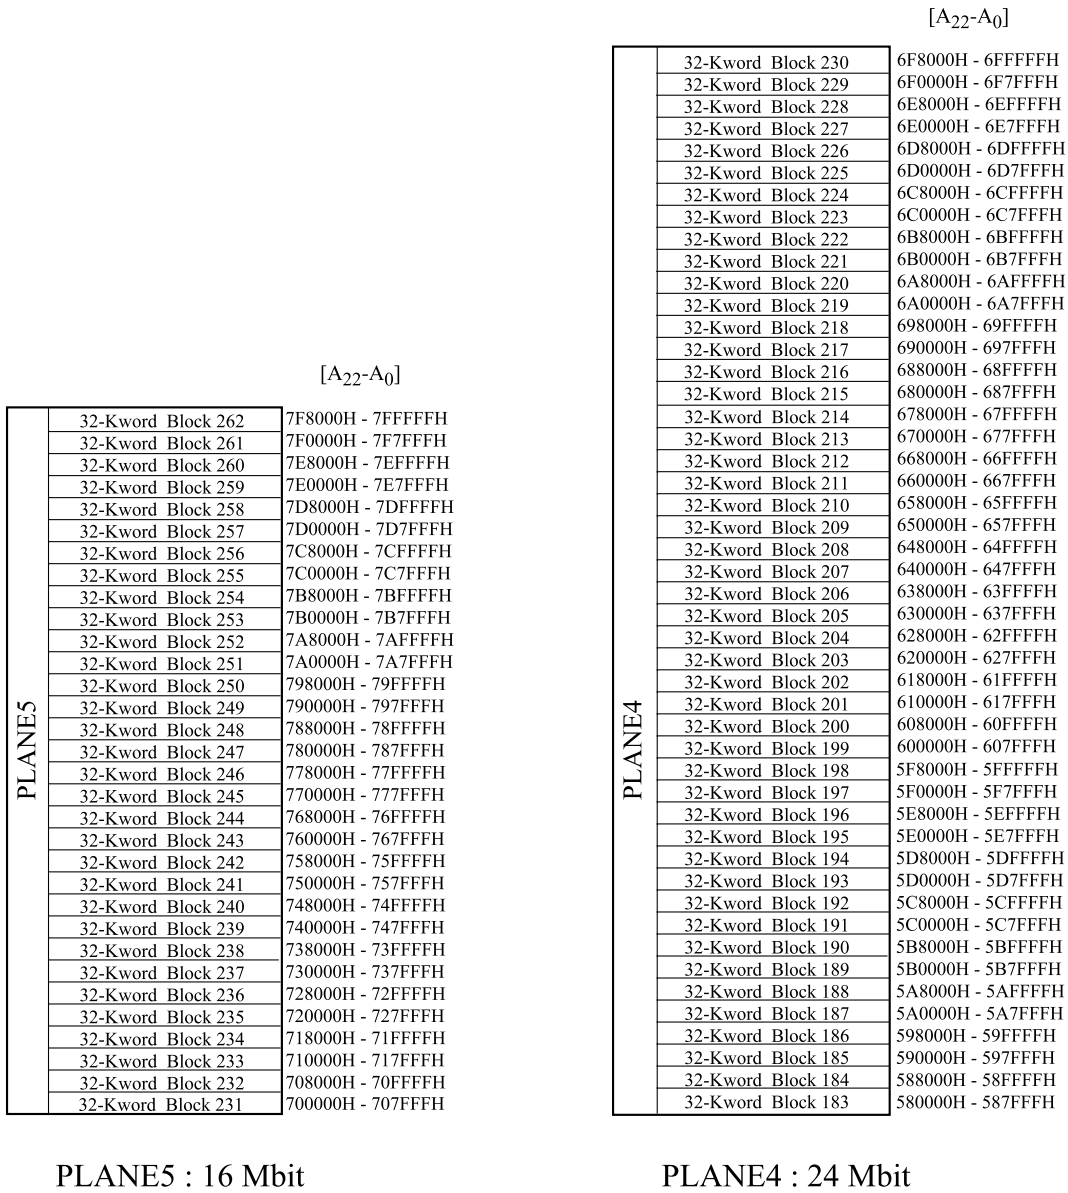 [A22-A0]
PLANE5
32-Kword Block 262 7F8000H - 7FFFFFH
32-Kword Block 261 7F0000H - 7F7FFFH
32-Kword Block 260 7E8000H - 7EFFFFH
32-Kword Block 259 7E0000H - 7E7FFFH
32-Kword Block 258 7D8000H - 7DFFFFH
32-Kword Block 257 7D0000H - 7D7FFFH
32-Kword Block 256 7C8000H - 7CFFFFH
32-Kword Block 255 7C0000H - 7C7FFFH
32-Kword Block 254 7B8000H - 7BFFFFH
32-Kword Block 253 7B0000H - 7B7FFFH
32-Kword Block 252 7A8000H - 7AFFFFH
32-Kword Block 251 7A0000H - 7A7FFFH
32-Kword Block 250 798000H - 79FFFFH
32-Kword Block 249 790000H - 797FFFH
32-Kword Block 248 788000H - 78FFFFH
32-Kword Block 247 780000H - 787FFFH
32-Kword Block 246 778000H - 77FFFFH
32-Kword Block 245 770000H - 777FFFH
32-Kword Block 244 768000H - 76FFFFH
32-Kword Block 243 760000H - 767FFFH
32-Kword Block 242 758000H - 75FFFFH
32-Kword Block 241 750000H - 757FFFH
32-Kword Block 240 748000H - 74FFFFH
32-Kword Block 239 740000H - 747FFFH
32-Kword Block 238 738000H - 73FFFFH
32-Kword Block 237 730000H - 737FFFH
32-Kword Block 236 728000H - 72FFFFH
32-Kword Block 235 720000H - 727FFFH
32-Kword Block 234 718000H - 71FFFFH
32-Kword Block 233 710000H - 717FFFH
32-Kword Block 232 708000H - 70FFFFH
32-Kword Block 231 700000H - 707FFFH
PLANE5 : 16 Mbit
[A22-A0]
PLANE4
32-Kword Block 230 6F8000H - 6FFFFFH
32-Kword Block 229 6F0000H - 6F7FFFH
32-Kword Block 228 6E8000H - 6EFFFFH
32-Kword Block 227 6E0000H - 6E7FFFH
32-Kword Block 226 6D8000H - 6DFFFFH
32-Kword Block 225 6D0000H - 6D7FFFH
32-Kword Block 224 6C8000H - 6CFFFFH
32-Kword Block 223 6C0000H - 6C7FFFH
32-Kword Block 222 6B8000H - 6BFFFFH
32-Kword Block 221 6B0000H - 6B7FFFH
32-Kword Block 220 6A8000H - 6AFFFFH
32-Kword Block 219 6A0000H - 6A7FFFH
32-Kword Block 218 698000H - 69FFFFH
32-Kword Block 217 690000H - 697FFFH
32-Kword Block 216 688000H - 68FFFFH
32-Kword Block 215 680000H - 687FFFH
32-Kword Block 214 678000H - 67FFFFH
32-Kword Block 213 670000H - 677FFFH
32-Kword Block 212 668000H - 66FFFFH
32-Kword Block 211 660000H - 667FFFH
32-Kword Block 210 658000H - 65FFFFH
32-Kword Block 209 650000H - 657FFFH
32-Kword Block 208 648000H - 64FFFFH
32-Kword Block 207 640000H - 647FFFH
32-Kword Block 206 638000H - 63FFFFH
32-Kword Block 205 630000H - 637FFFH
32-Kword Block 204 628000H - 62FFFFH
32-Kword Block 203 620000H - 627FFFH
32-Kword Block 202 618000H - 61FFFFH
32-Kword Block 201 610000H - 617FFFH
32-Kword Block 200 608000H - 60FFFFH
32-Kword Block 199 600000H - 607FFFH
32-Kword Block 198 5F8000H - 5FFFFFH
32-Kword Block 197 5F0000H - 5F7FFFH
32-Kword Block 196 5E8000H - 5EFFFFH
32-Kword Block 195 5E0000H - 5E7FFFH
32-Kword Block 194 5D8000H - 5DFFFFH
32-Kword Block 193 5D0000H - 5D7FFFH
32-Kword Block 192 5C8000H - 5CFFFFH
32-Kword Block 191 5C0000H - 5C7FFFH
32-Kword Block 190 5B8000H - 5BFFFFH
32-Kword Block 189 5B0000H - 5B7FFFH
32-Kword Block 188 5A8000H - 5AFFFFH
32-Kword Block 187 5A0000H - 5A7FFFH
32-Kword Block 186 598000H - 59FFFFH
32-Kword Block 185 590000H - 597FFFH
32-Kword Block 184 588000H - 58FFFFH
32-Kword Block 183 580000H - 587FFFH
PLANE4 : 24 Mbit